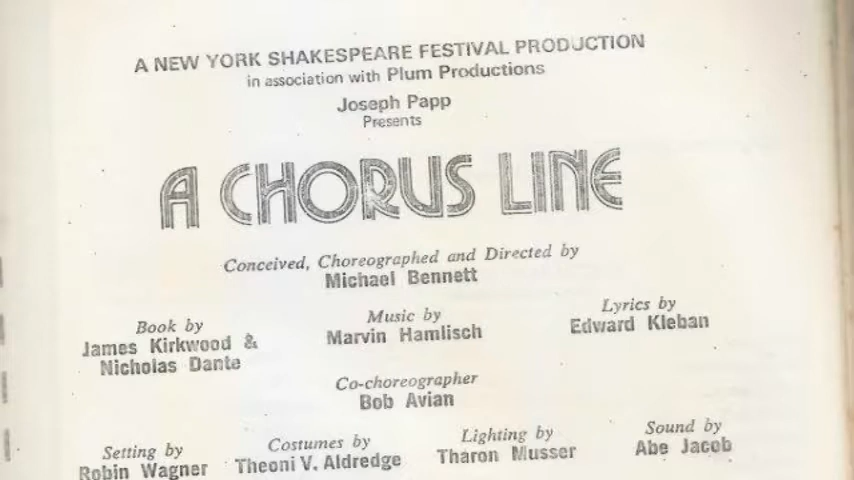 A NEW YORK SHAKESPEARE FESTIVAL PRODUCTION
in association with Plum Productions
Joseph Papp
Presents
A CHORUS LINE
Conceived, Choreographed and Directed by
Michael Bennett
Book by
James Kirkwood &
Nicholas Dante
Music by
Marvin Hamlisch
Lyrics by
Edward Kleban
Co-choreographer
Bob Avian
Setting by
Robin Wagner
Costumes by
Theoni V. Aldredge
Lighting by
Tharon Musser
Sound by
Abe Jacob